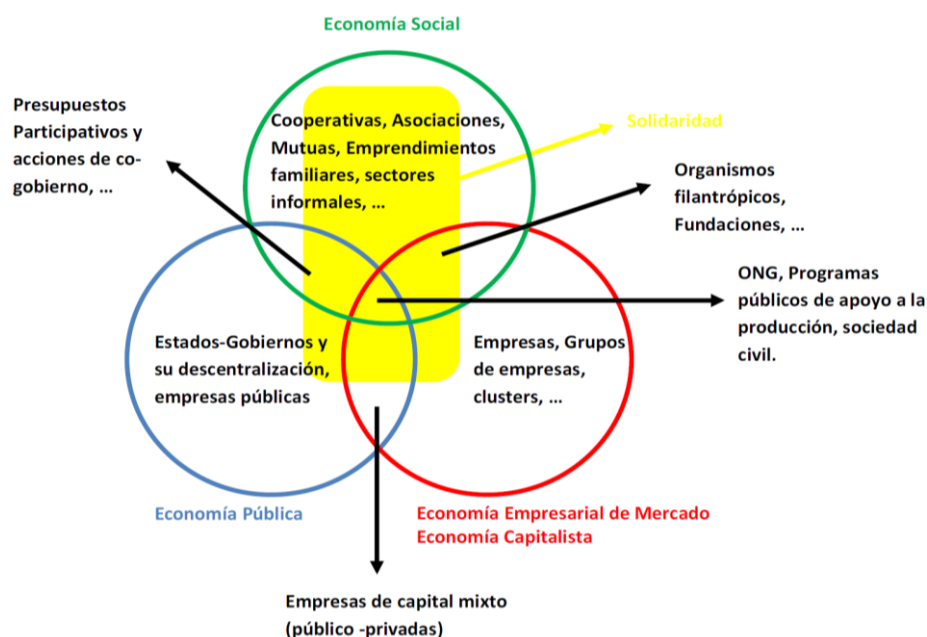 Economía Social
Presupuestos
Participativos y
acciones de co-
gobierno, ...
Cooperativas, Asociaciones,
Mutuas, Emprendimientos
familiares, sectores
informales, ...
Solidaridad
Organismos
filantrópicos,
Fundaciones, ...
ONG, Programas
públicos de apoyo a la
producción, sociedad
civil.
Estados-Gobiernos y
su descentralización,
empresas públicas
Empresas, Grupos
de empresas,
clusters, ...
Economía Pública
Economía Empresarial de Mercado
Economía Capitalista
Empresas de capital mixto
(público -privadas)